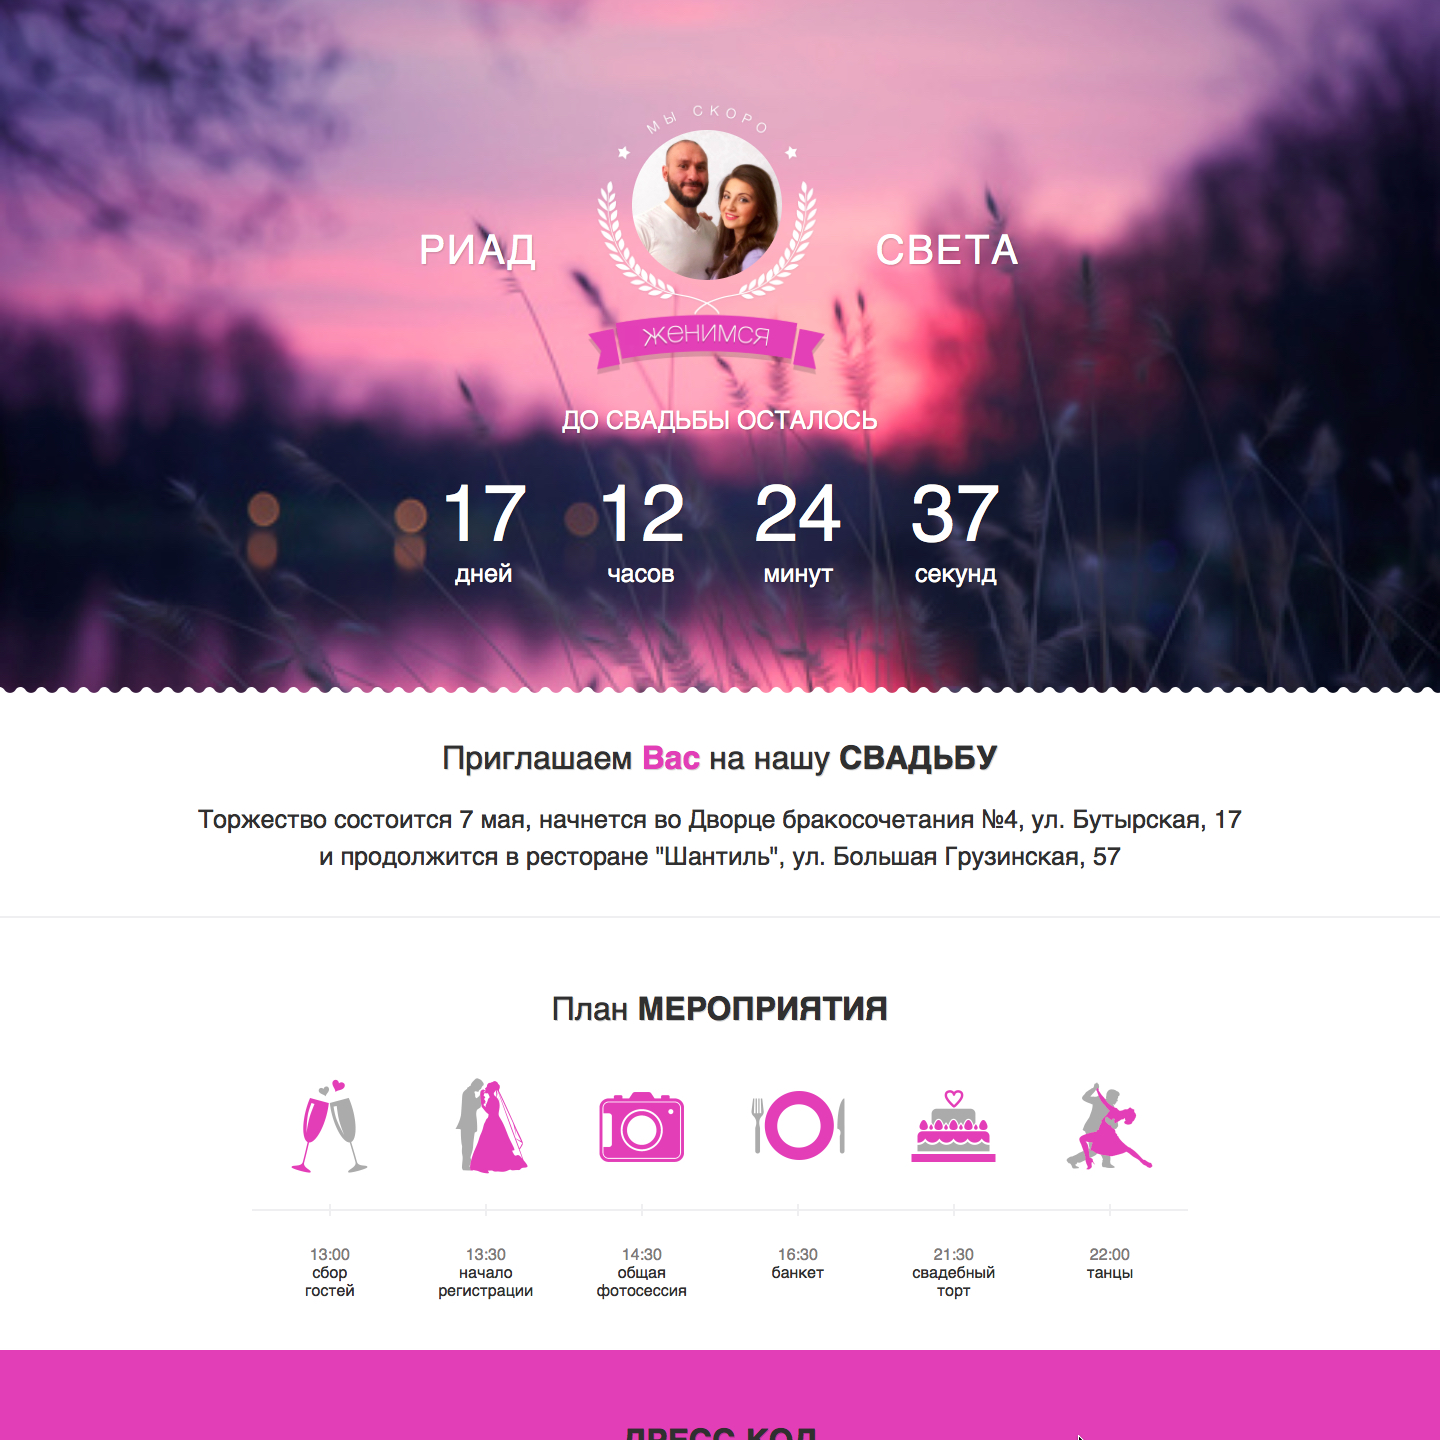 МЫ СКОРО
РИАД
СВЕТА
женимся
ДО СВАДЬБЫ ОСТАЛОСЬ
17 12 24 37
дней часов минут секунд
Приглашаем Вас на нашу СВАДЬБУ
Торжество состоится 7 мая, начнется во Дворце бракосочетания №4, ул. Бутырская, 17
и продолжится в ресторане "Шантиль", ул. Большая Грузинская, 57
План МЕРОПРИЯТИЯ
13:00
сбор
гостей
13:30
начало
регистрации
14:30
общая
фотосессия
16:30
банкет
21:30
свадебный
торт
22:00
танцы
ДРЕСС-КОД